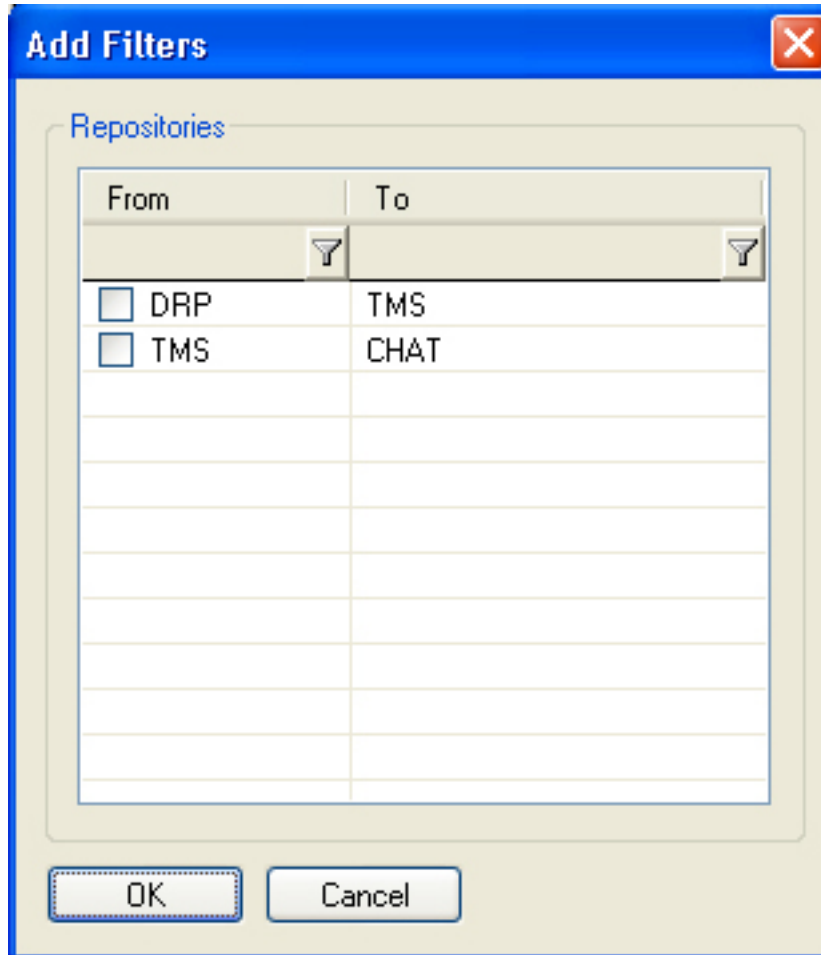 Add Filters
Repositories
From To
DRP TMS
TMS CHAT
OK Cancel